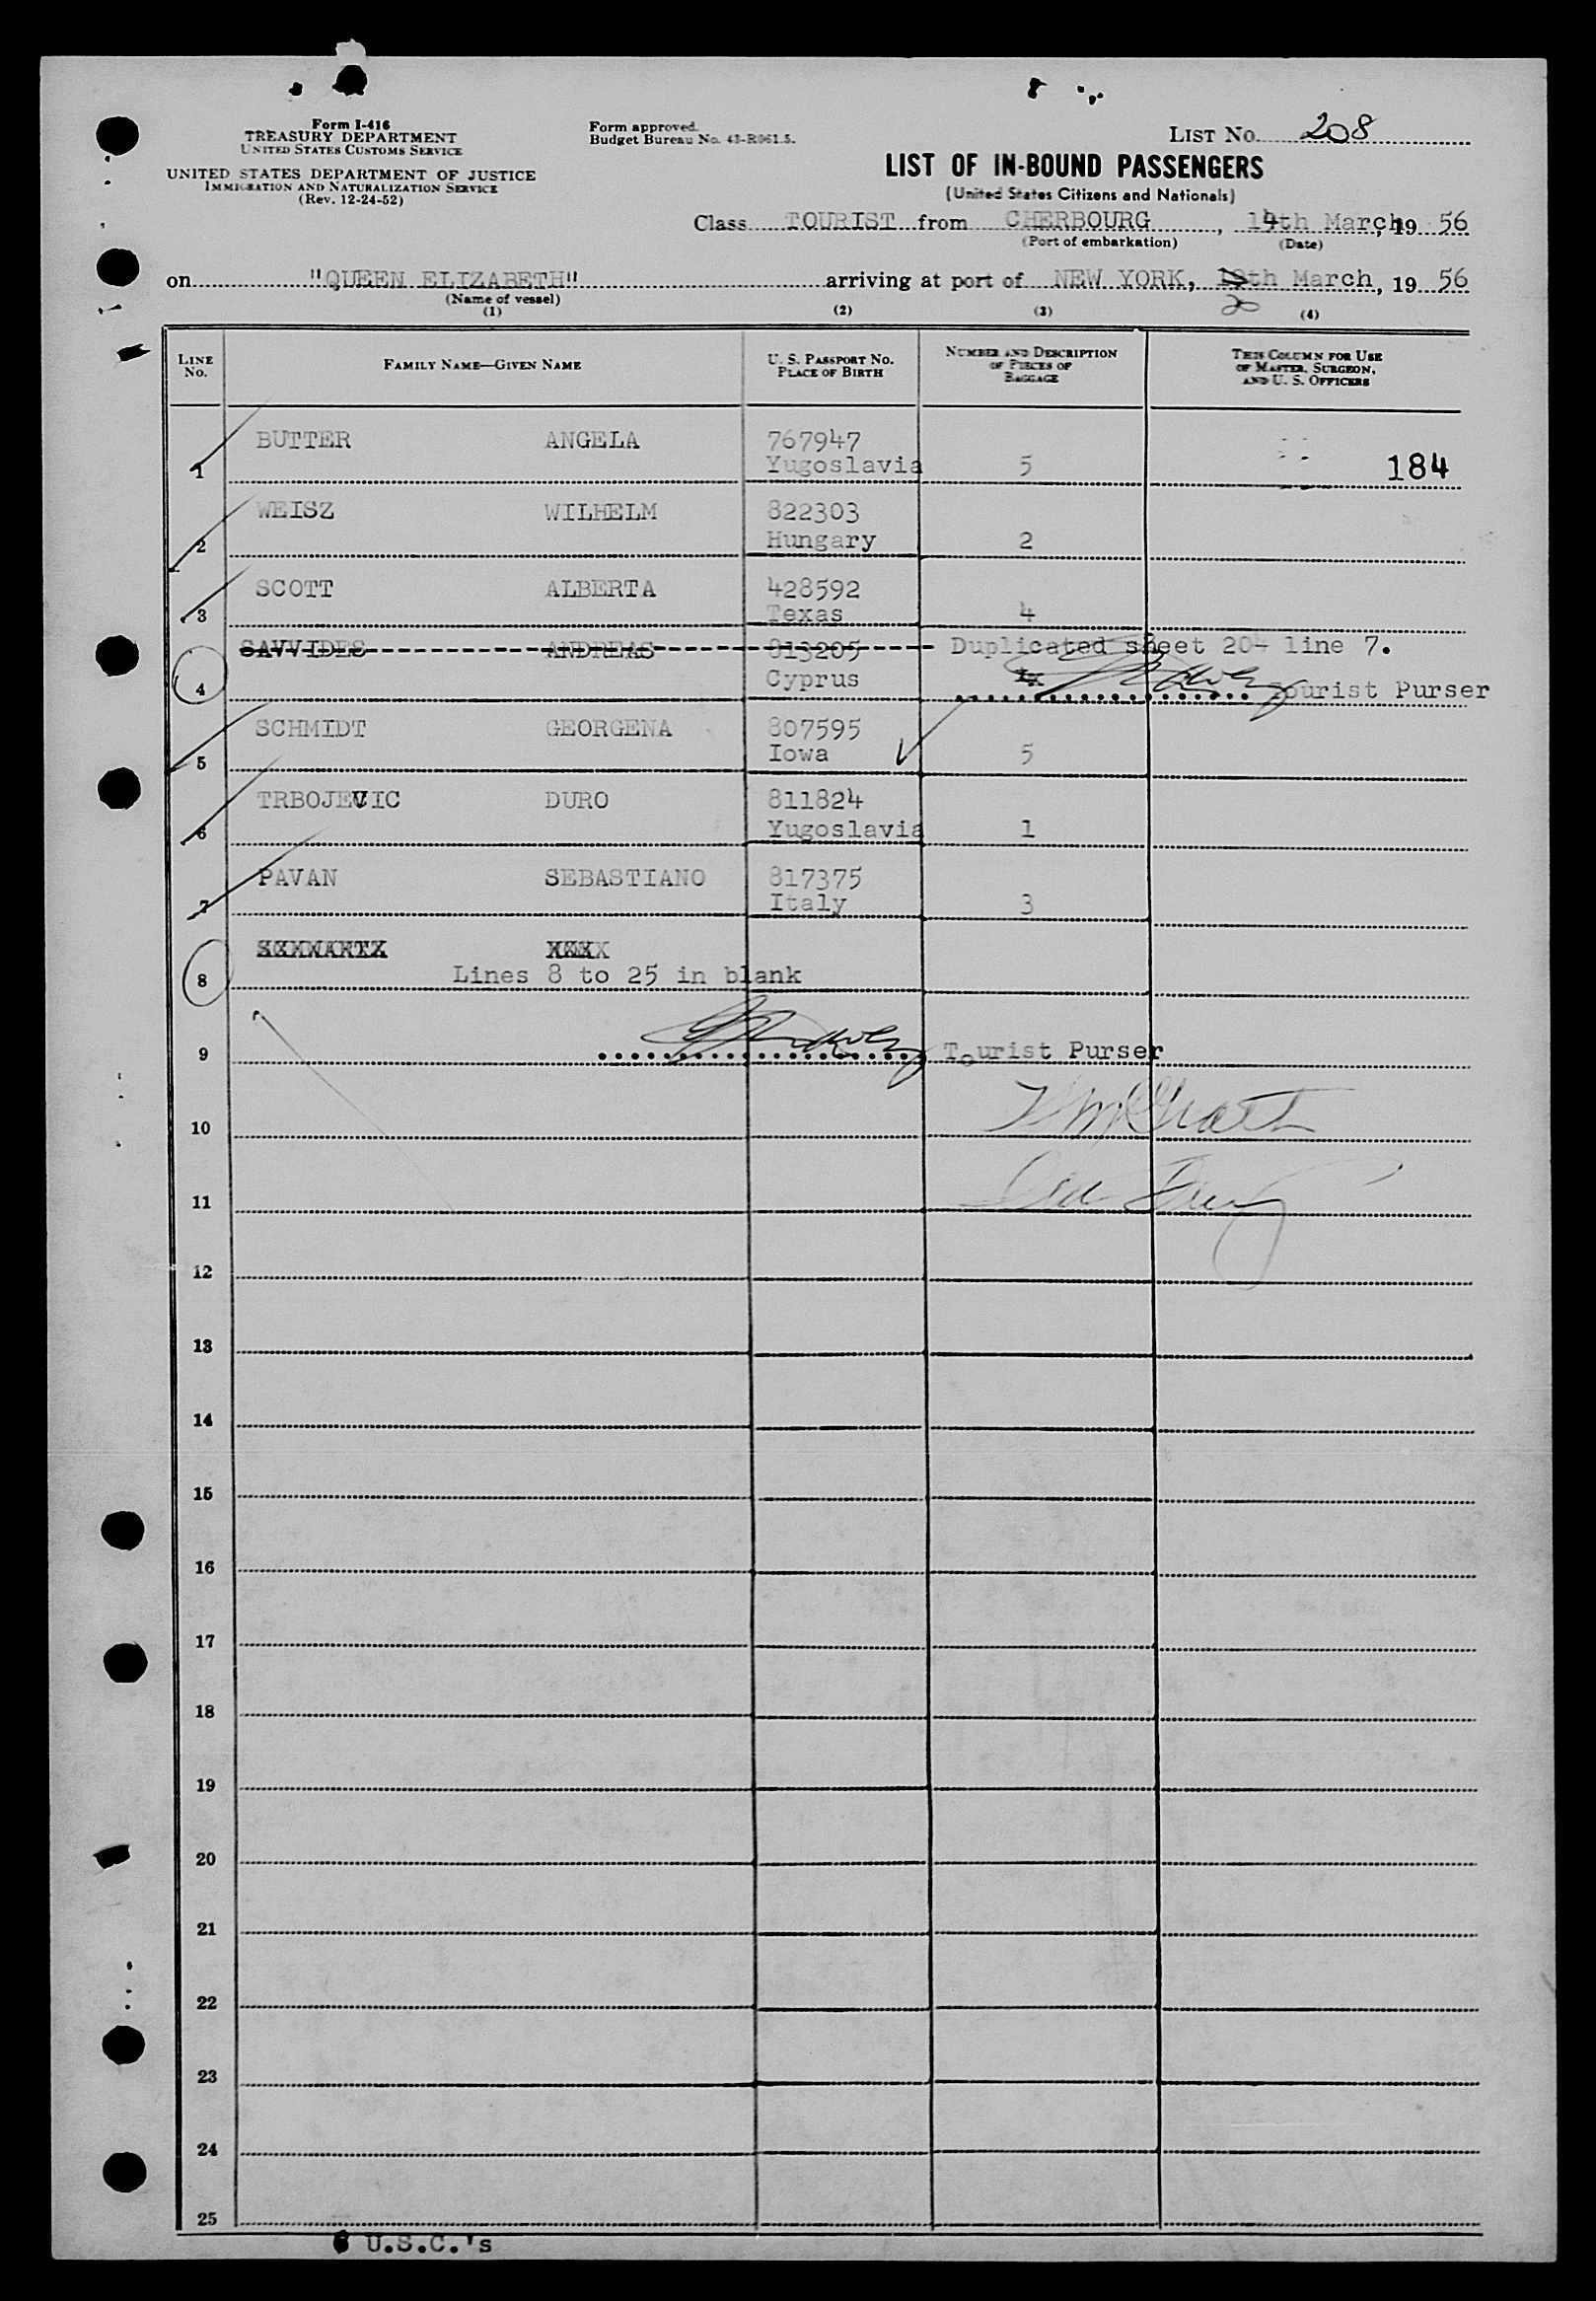 Form I-416
TREASURY DEPARTMENT
UNITED STATES CUSTOMS SERVICE
UNITED STATES DEPARTMENT OF JUSTICE
IMMIGRATION AND NATURALIZATION SERVICE
(Rev. 12-24-52)
Form approved.
Budget Bureau No. 43-R061.5.
LIST No. 208
LIST OF IN-BOUND PASSENGERS
(United States Citizens and Nationals)
Class TOURIST from CHERBOURG, 14th March, 19 56
(Port of embarkation) (Date)
on "QUEEN ELIZABETH" arriving at port of NEW YORK, th March, 19 56
20
(Name of vessel)
(1) (2) (3) (4)
LINE No. FAMILY NAME—GIVEN NAME U. S. PASSPORT No. PLACE OF BIRTH NUMBER AND DESCRIPTION OF PIECES OF BAGGAGE THIS COLUMN FOR USE OF MASTER, SURGEON, AND U. S. OFFICERS
BUTTER ANGELA 767947
1 Yugoslavia 5 184
WEISZ WILHELM 822303
2 Hungary 2
SCOTT ALBERTA 428592
3 Texas 4
SAVVIDES ANDREAS 813205 Duplicated sheet 204 line 7.
4 Cyprus Tourist Purser
SCHMIDT GEORGENA 807595
5 Iowa 5
TRBOJEVIC DURO 811824
6 Yugoslavia 1
PAVAN SEBASTIANO 817375
7 Italy 3
8 Lines 8 to 25 in blank
9 Tourist Purser
10
11
12
13
14
15
16
17
18
19
20
21
22
23
24
25
6 U.S.C.'s